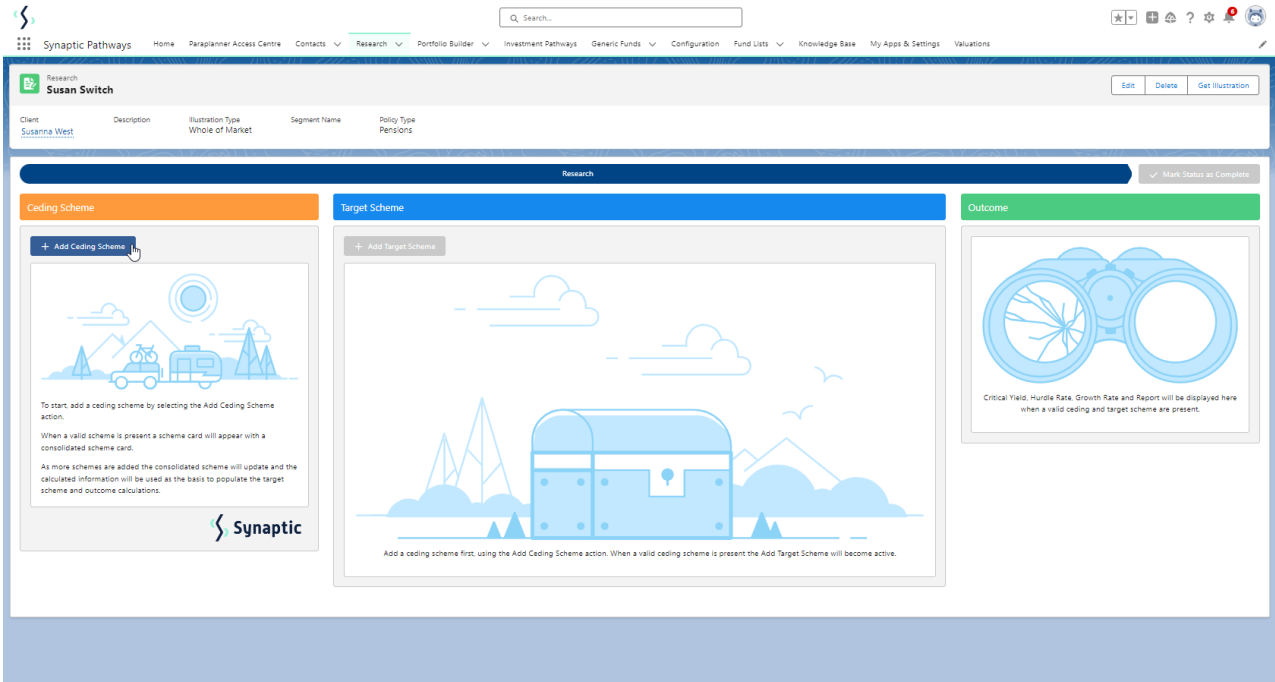 Search...
6
Synaptic Pathways Home Paraplanner Access Centre Contacts Research Portfolio Builder Investment Pathways Generic Funds Configuration Fund Lists Knowledge Base My Apps & Settings Valuations
Research
Susan Switch
Edit Delete Get Illustration
Client Description Illustration Type Segment Name Policy Type
Susanna West Whole of Market Pensions
Research
Mark Status as Complete
Ceding Scheme
Target Scheme
Outcome
+ Add Ceding Scheme
+ Add Target Scheme
To start, add a ceding scheme by selecting the Add Ceding Scheme
action.
When a valid scheme is present a scheme card will appear with a
consolidated scheme card.
As more schemes are added the consolidated scheme will update and the
calculated information will be used as the basis to populate the target
scheme and outcome calculations.
Synaptic
Add a ceding scheme first, using the Add Ceding Scheme action. When a valid ceding scheme is present the Add Target Scheme will become active.
Critical Yield, Hurdle Rate, Growth Rate and Report will be displayed here
when a valid ceding and target scheme are present.